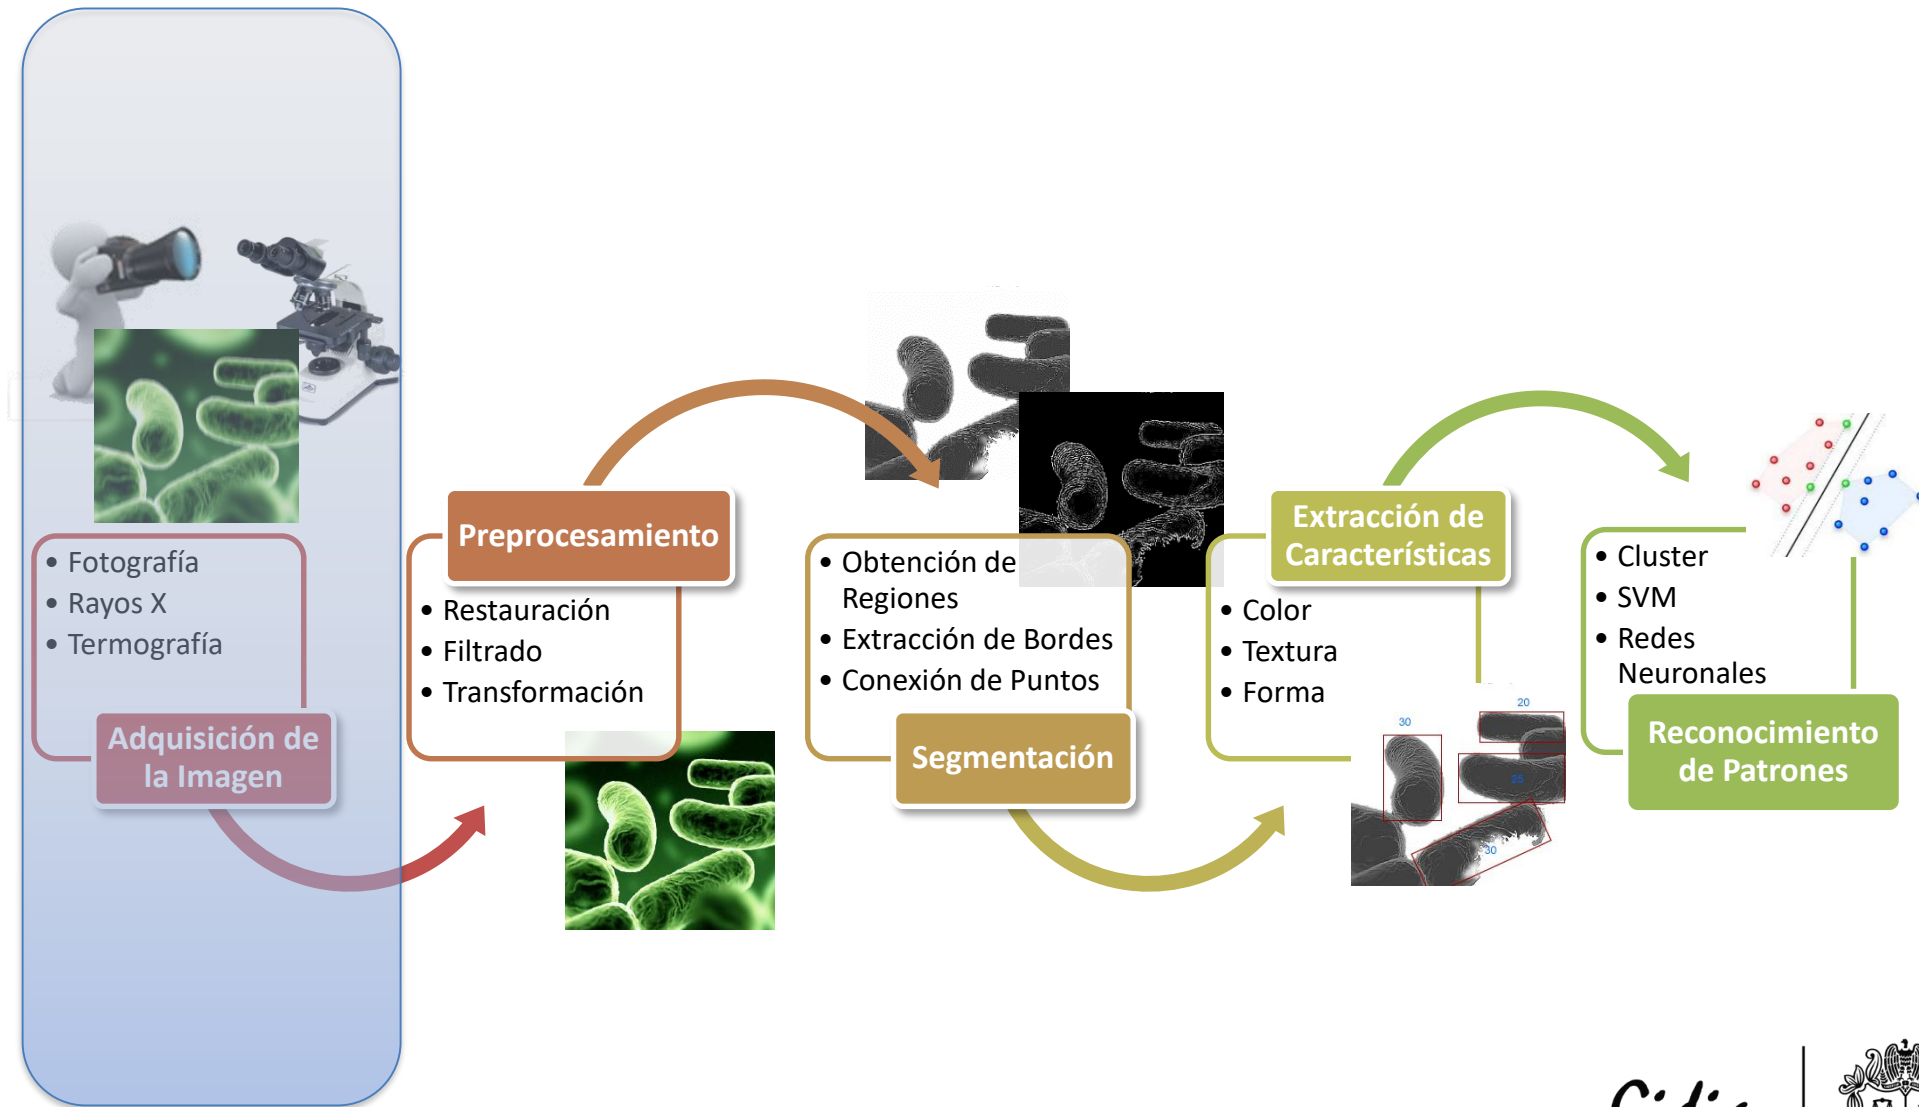 • Fotografía
• Rayos X
• Termografía
Adquisición de
la Imagen
Preprocesamiento
• Restauración
• Filtrado
• Transformación
• Obtención de
Regiones
• Extracción de Bordes
• Conexión de Puntos
Segmentación
Extracción de
Características
• Color
• Textura
• Forma
30
20
25
30
• Cluster
• SVM
• Redes
Neuronales
Reconocimiento
de Patrones